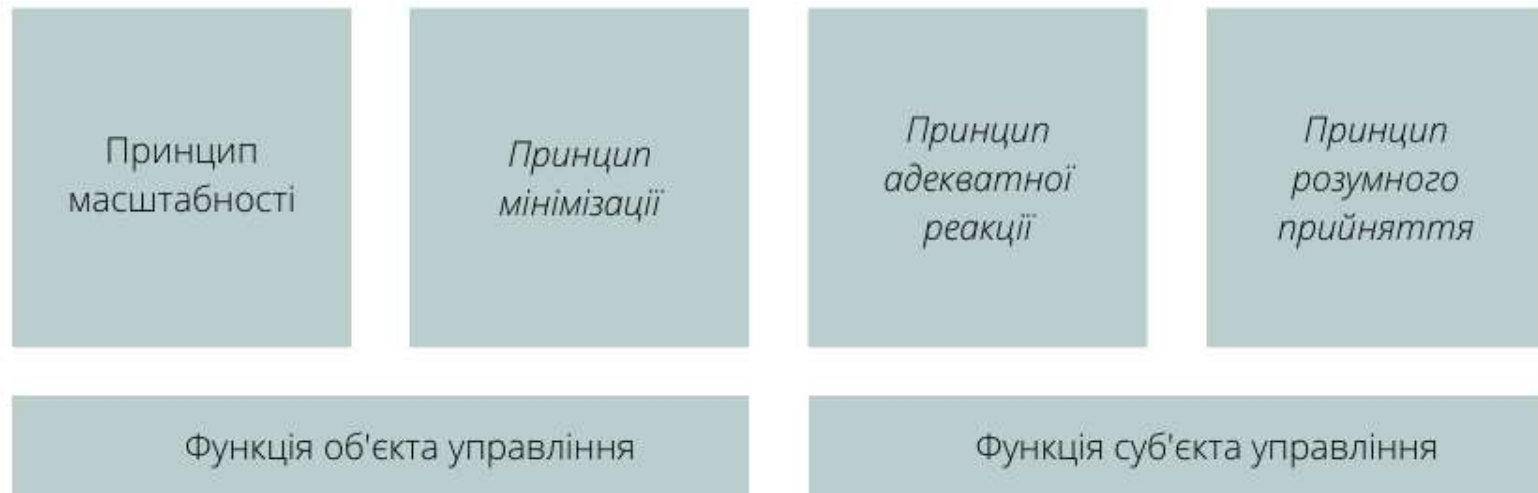 Принцип
масштабності
Принцип
мінімізації
Принцип
адекватної
реакції
Принцип
розумного
прийняття
Функція об'єкта управління
Функція суб'єкта управління